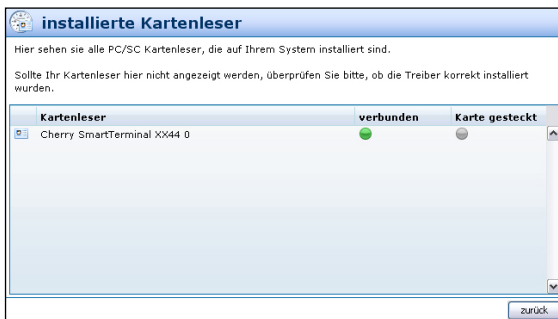 installierte Kartenleser
Hier sehen sie alle PC/SC Kartenleser, die auf Ihrem System installiert sind.
Sollte Ihr Kartenleser hier nicht angezeigt werden, überprüfen Sie bitte, ob die Treiber korrekt installiert
wurden.
Kartenleser verbunden Karte gesteckt
Cherry SmartTerminal XX44 0
zurück